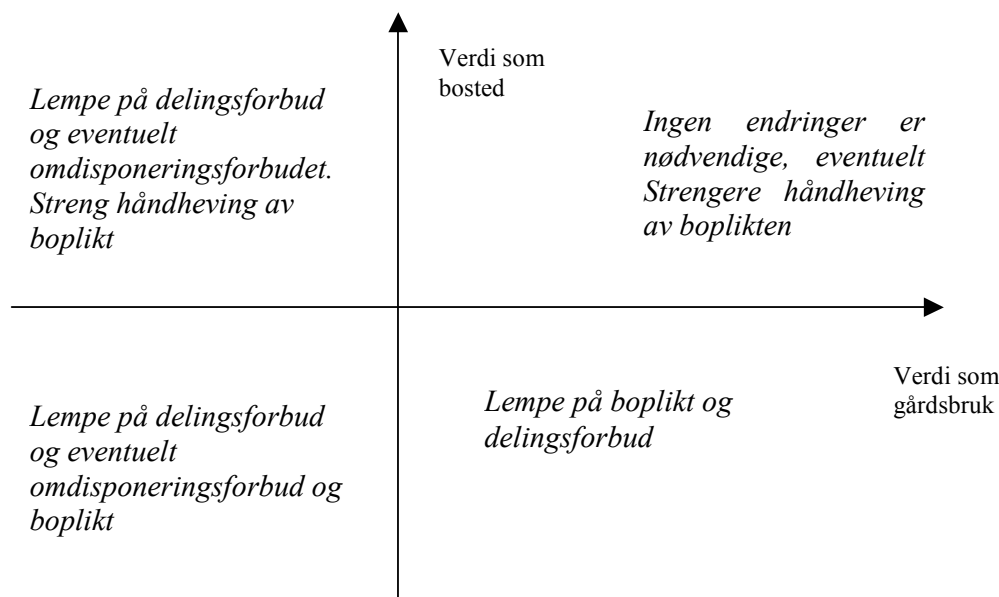 Verdi som
bosted
Lempe på delingsforbud
og eventuelt
omdisponeringsforbudet.
Streng håndheving av
boplikt
Ingen endringer er
nødvendige, eventuelt
Strengere håndheving
av boplikten
Verdi som
gårdsbruk
Lempe på delingsforbud
og eventuelt
omdisponeringsforbud og
boplikt
Lempe på boplikt og
delingsforbud